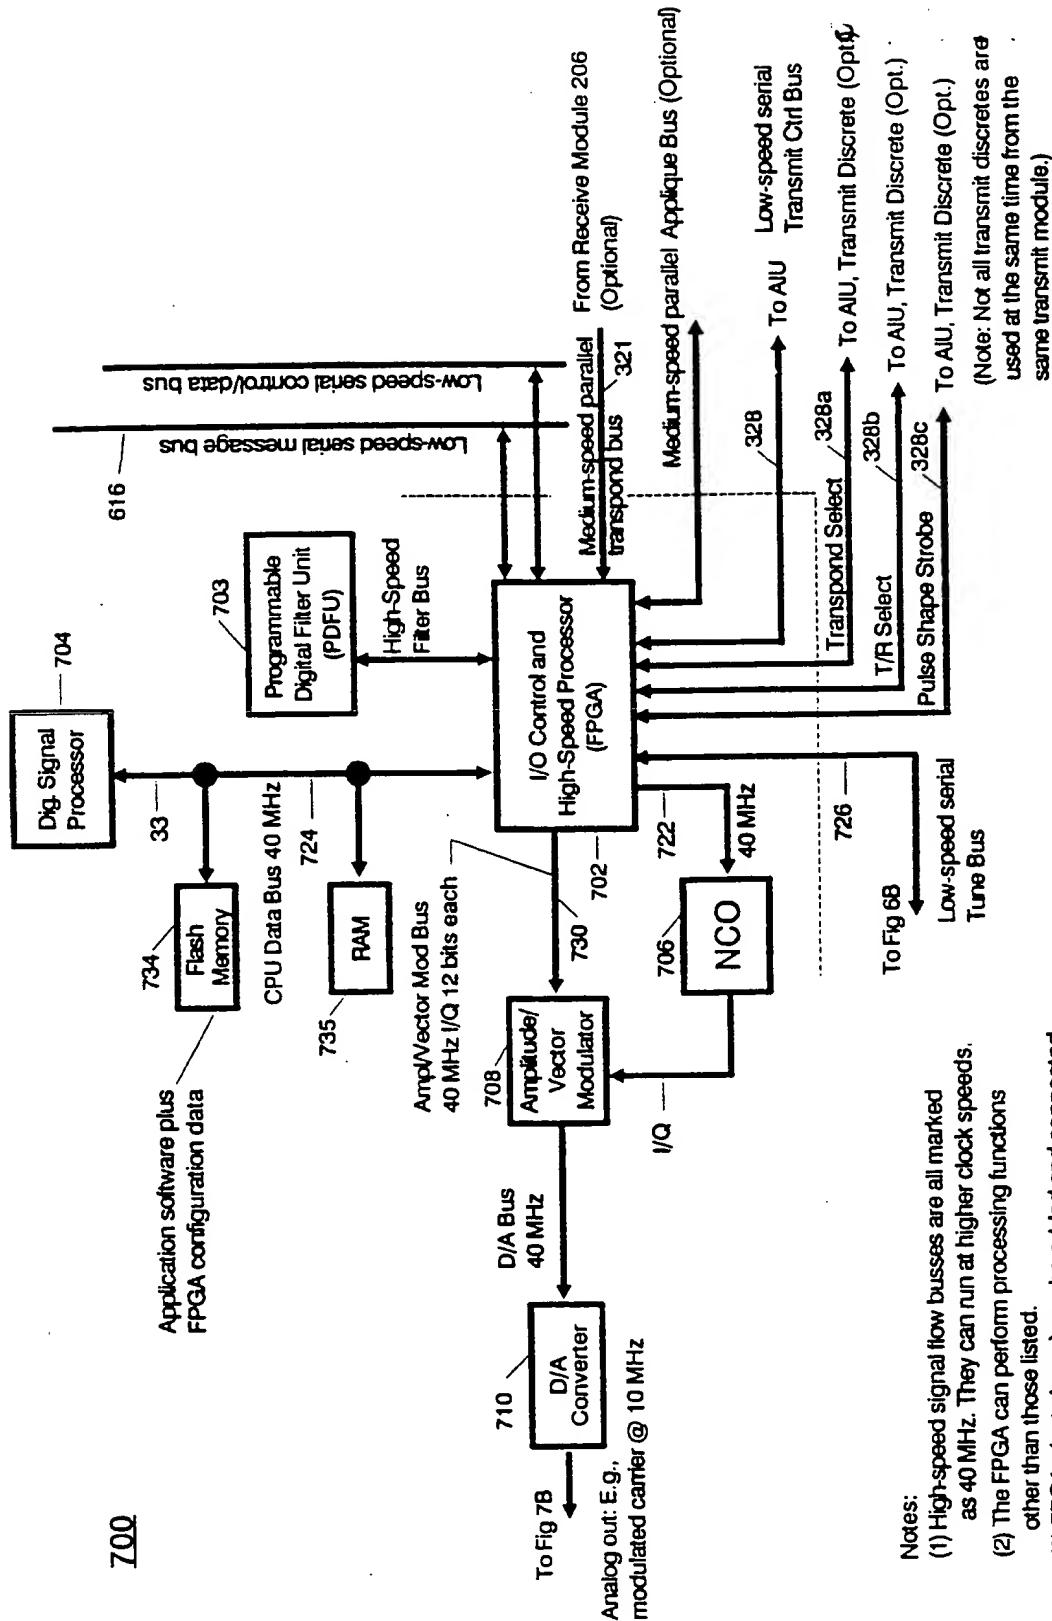 700
704
Dig. Signal
Processor
33
724
734
Flash
Memory
CPU Data Bus 40 MHz
735
RAM
Application software plus
FPGA configuration data
703
Programmable
Digital Filter Unit
(PDFU)
High-Speed
Filter Bus
616
Low-speed serial message bus
Low-speed serial control/data bus
Medium-speed parallel
transpond bus
321
From Receive Module 206
(Optional)
Medium-speed parallel Applique Bus (Optional)
I/O Control and
High-Speed Processor
(FPGA)
702
Ampl/Vector Mod Bus
40 MHz I/Q 12 bits each
730
722
40 MHz
706
NCO
708
Amplitude/
Vector
Modulator
I/Q
D/A Bus
40 MHz
710
D/A
Converter
To Fig 7B
Analog out: E.g.,
modulated carrier @ 10 MHz
328
To AIU
Low-speed serial
Transmit Ctrl Bus
Transpond Select
328a
To AIU, Transmit Discrete (Opt.)
T/R Select
328b
To AIU, Transmit Discrete (Opt.)
Pulse Shape Strobe
328c
To AIU, Transmit Discrete (Opt.)
(Note: Not all transmit discretes are
used at the same time from the
same transmit module.)
726
To Fig 6B
Low-speed serial
Tune Bus
Notes:
(1) High-speed signal flow busses are all marked
as 40 MHz. They can run at higher clock speeds.
(2) The FPGA can perform processing functions
other than those listed.